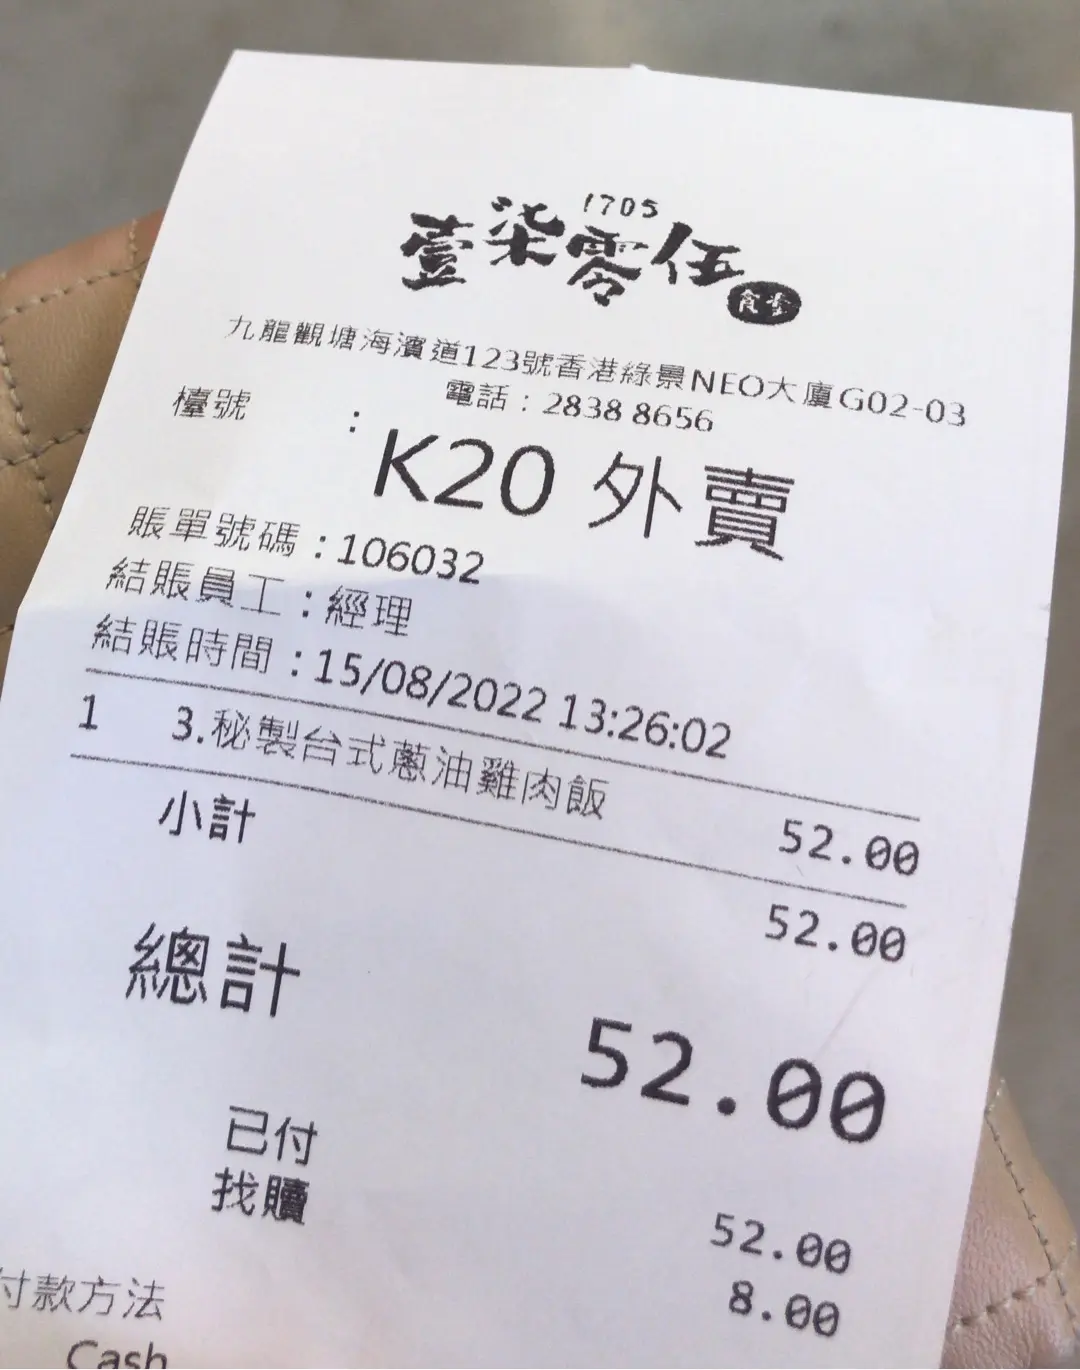 1705
壹柒零伍
食堂
九龍觀塘海濱道123號香港綠景NEO大廈G02-03
電話：2838 8656
檯號 :
K20 外賣
賬單號碼 : 106032
結賬員工 : 經理
結賬時間 : 15/08/2022 13:26:02
1 3.秘製台式蔥油雞肉飯 52.00
小計 52.00
總計 52.00
已付 52.00
找贖 8.00
付款方法
Cash